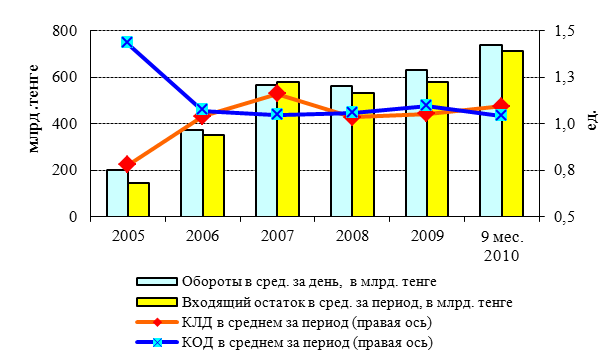 млрд.тенге
800
600
400
200
0
1,5
1,3
1,0
0,8
0,5
ед.
2005 2006 2007 2008 2009 9 мес.
2010
Обороты в сред. за день, в млрд. тенге
Входящий остаток в сред. за период, в млрд. тенге
КЛД в среднем за период (правая ось)
КОД в среднем за период (правая ось)